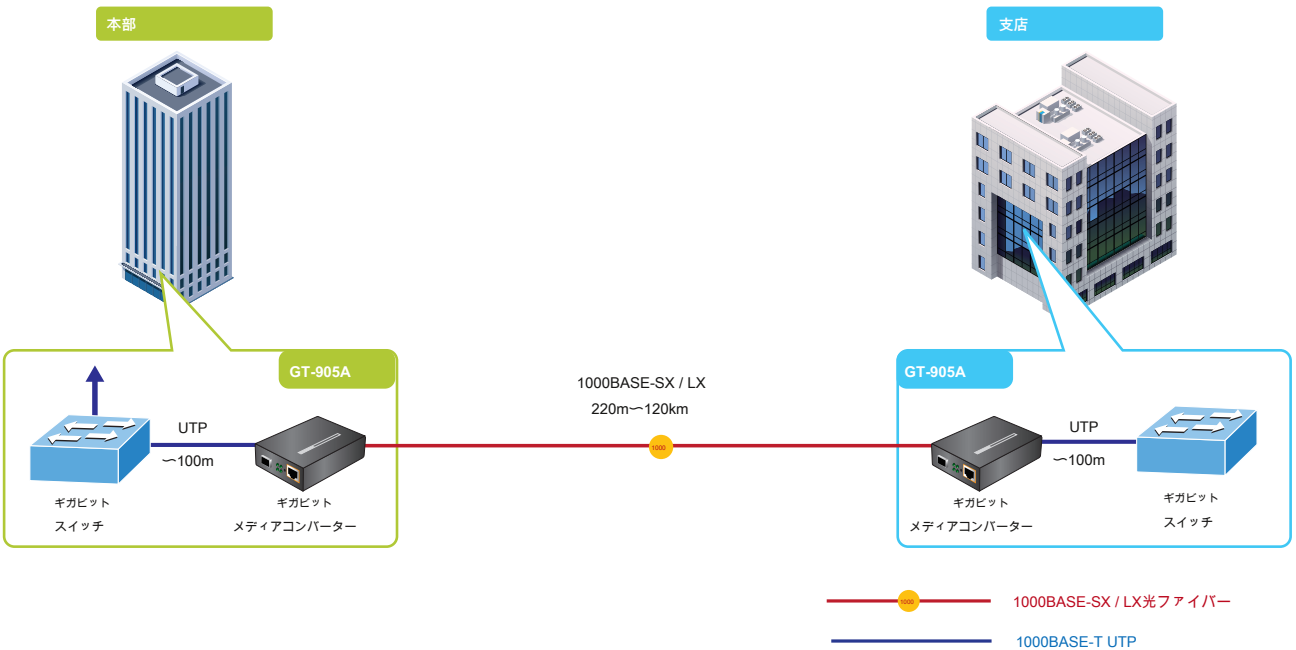 本部
支店
GT-905A
GT-905A
1000BASE-SX / LX
220m〜120km
UTP
〜100m
1000
UTP
〜100m
ギガビット
スイッチ
ギガビット
メディアコンバーター
ギガビット
メディアコンバーター
ギガビット
スイッチ
1000
1000BASE-SX / LX光ファイバー
1000BASE-T UTP